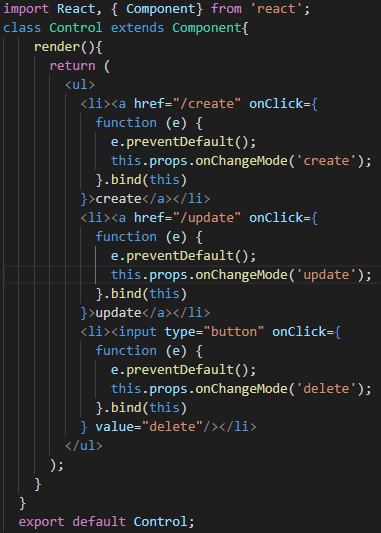 import React, { Component} from 'react';
class Control extends Component{
    render(){
      return (
        <ul>
          <li><a href="/create" onClick={
            function (e) {
              e.preventDefault();
              this.props.onChangeMode('create');
            }.bind(this)
          }>create</a></li>
          <li><a href="/update" onClick={
            function (e) {
              e.preventDefault();
              this.props.onChangeMode('update');
            }.bind(this)
          }>update</a></li>
          <li><input type="button" onClick={
            function (e) {
              e.preventDefault();
              this.props.onChangeMode('delete');
            }.bind(this)
          } value="delete"/></li>
        </ul>
      );
    }
  }
  export default Control;